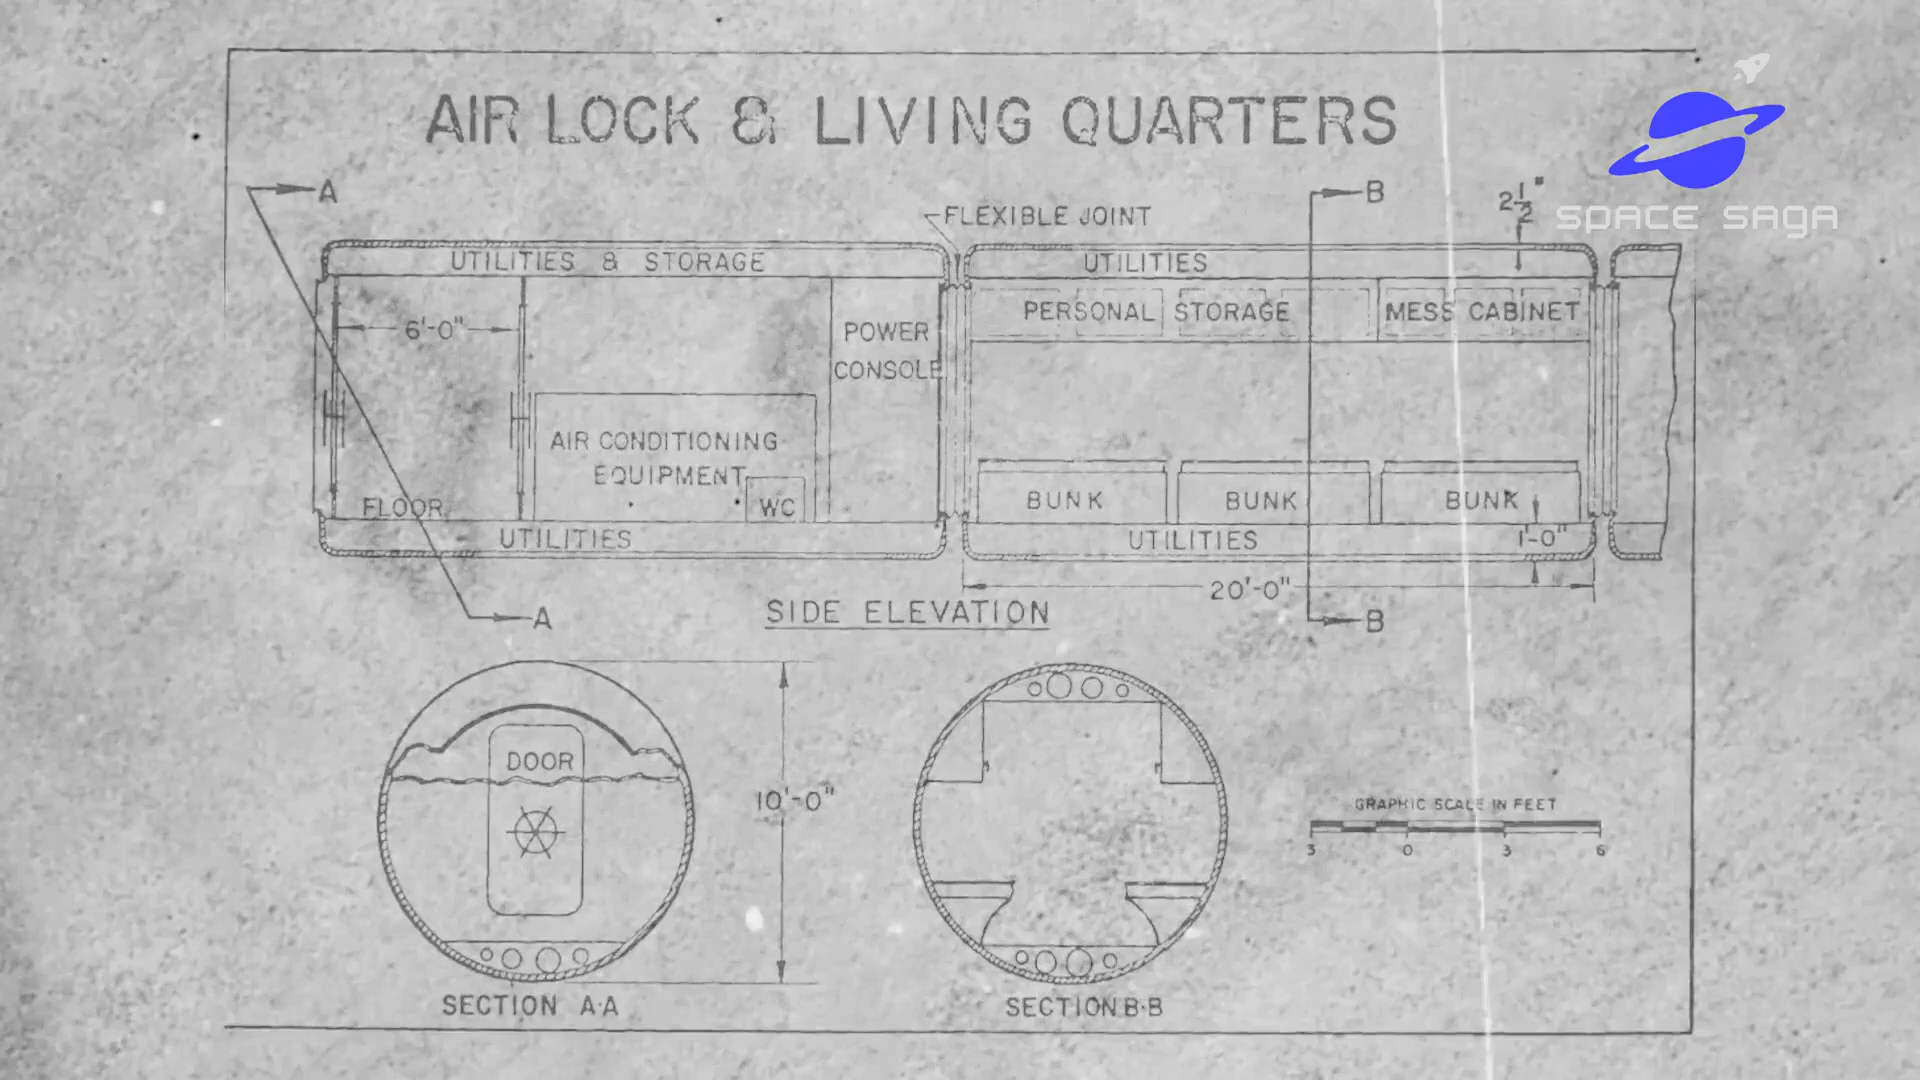 AIR LOCK & LIVING QUARTERS
SPACE SAGA
A
B
2½"
FLEXIBLE JOINT
UTILITIES & STORAGE
UTILITIES
6'-0"
POWER
CONSOLE
PERSONAL STORAGE
MESS CABINET
AIR CONDITIONING
EQUIPMENT
WC
FLOOR
BUNK
BUNK
BUNK
UTILITIES
UTILITIES
1'-0"
20'-0"
A
SIDE ELEVATION
B
DOOR
10'-0"
GRAPHIC SCALE IN FEET
3 0 3 6
SECTION A-A
SECTION B-B